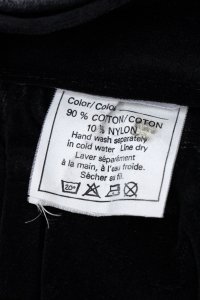 Color/Color
90 % COTTON/COTON
10 % NYLON
Hand wash separately
in cold water Line dry
Laver séparément
à la main, à l'eau froide.
Sécher au fil.